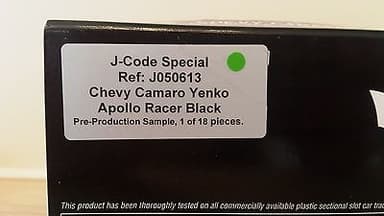 J-Code Special
Ref: J050613
Chevy Camaro Yenko
Apollo Racer Black
Pre-Production Sample, 1 of 18 pieces.
This product has been thoroughly tested on all commercially available plastic sectional slot car